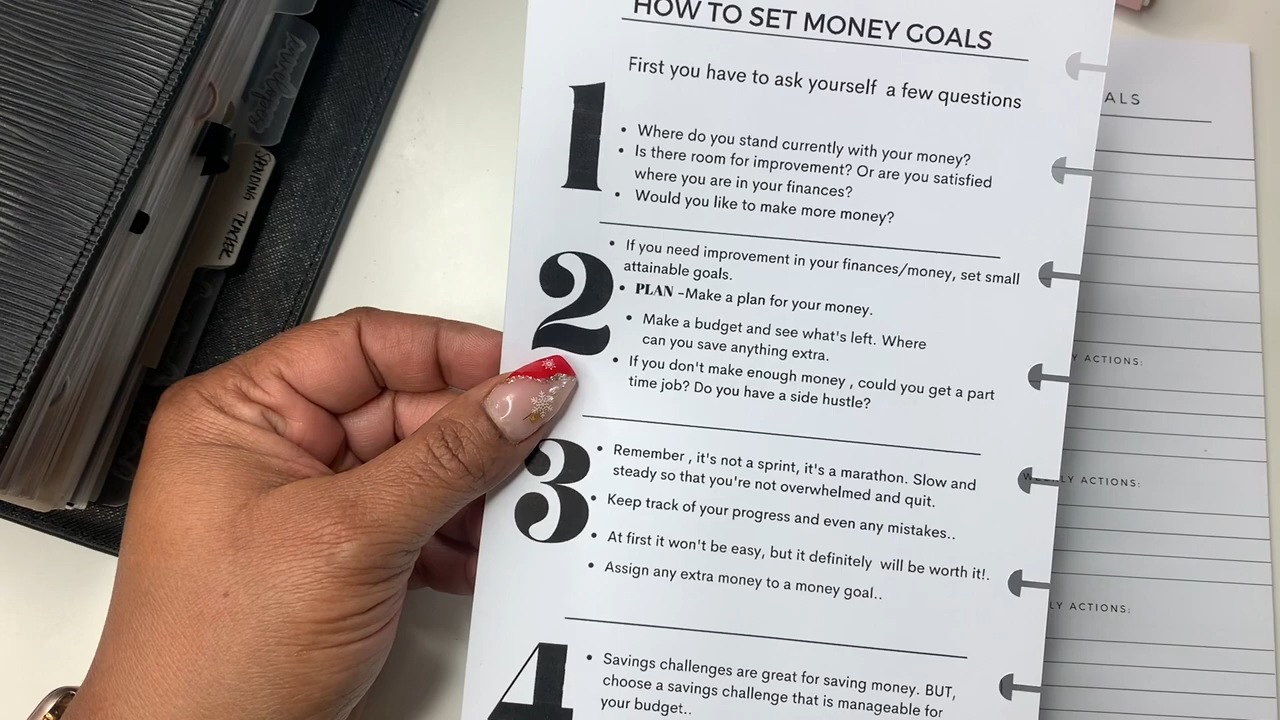 HOW TO SET MONEY GOALS
First you have to ask yourself a few questions
1
• Where do you stand currently with your money?
• Is there room for improvement? Or are you satisfied
where you are in your finances?
• Would you like to make more money?
2
• If you need improvement in your finances/money, set small
attainable goals.
• PLAN -Make a plan for your money.
• Make a budget and see what's left. Where
can you save anything extra.
• If you don't make enough money , could you get a part
time job? Do you have a side hustle?
3
• Remember , it's not a sprint, it's a marathon. Slow and
steady so that you're not overwhelmed and quit.
• Keep track of your progress and even any mistakes..
• At first it won't be easy, but it definitely will be worth it!.
• Assign any extra money to a money goal..
4
• Savings challenges are great for saving money. BUT,
choose a savings challenge that is manageable for
your budget..
ALS
Y ACTIONS:
LY ACTIONS:
LY ACTIONS: